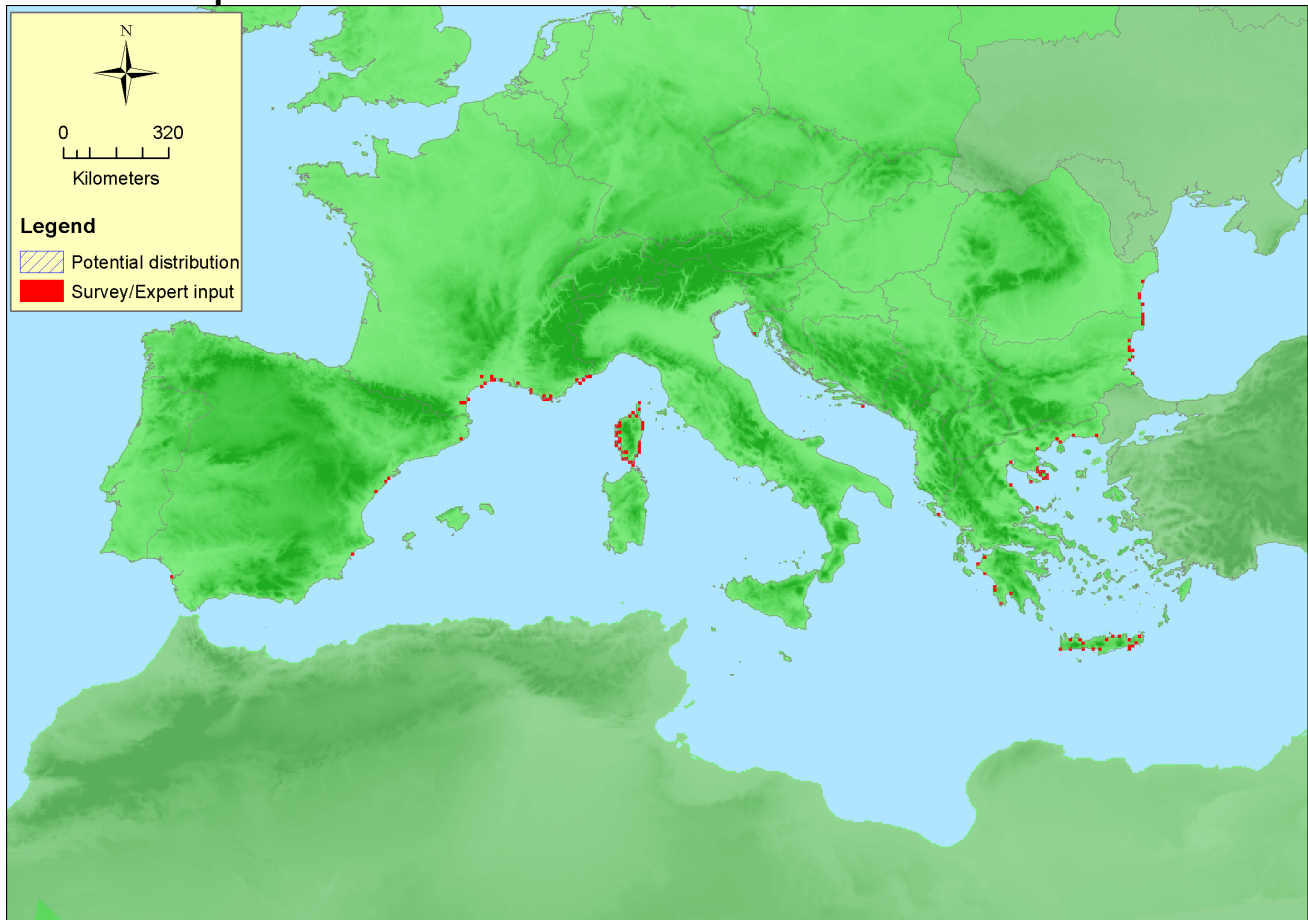 N
0 320
Kilometers
Legend
Potential distribution
Survey/Expert input